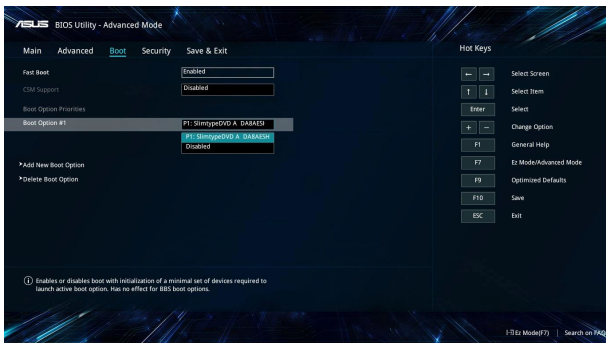 ASUS BIOS Utility - Advanced Mode
Main Advanced Boot Security Save & Exit
Hot Keys
Fast Boot Enabled
CSM Support Disabled
Boot Option Priorities
Boot Option #1 P1: SlimtypeDVD A DA8AESI
P1: SlimtypeDVD A DA8AESH
Disabled
Add New Boot Option
Delete Boot Option
← → Select Screen
↑ ↓ Select Item
Enter Select
+ − Change Option
F1 General Help
F7 Ez Mode/Advanced Mode
F9 Optimized Defaults
F10 Save
ESC Exit
Enables or disables boot with initialization of a minimal set of devices required to
launch active boot option. Has no effect for BBS boot options.
Ez Mode(F7) | Search on FAQ